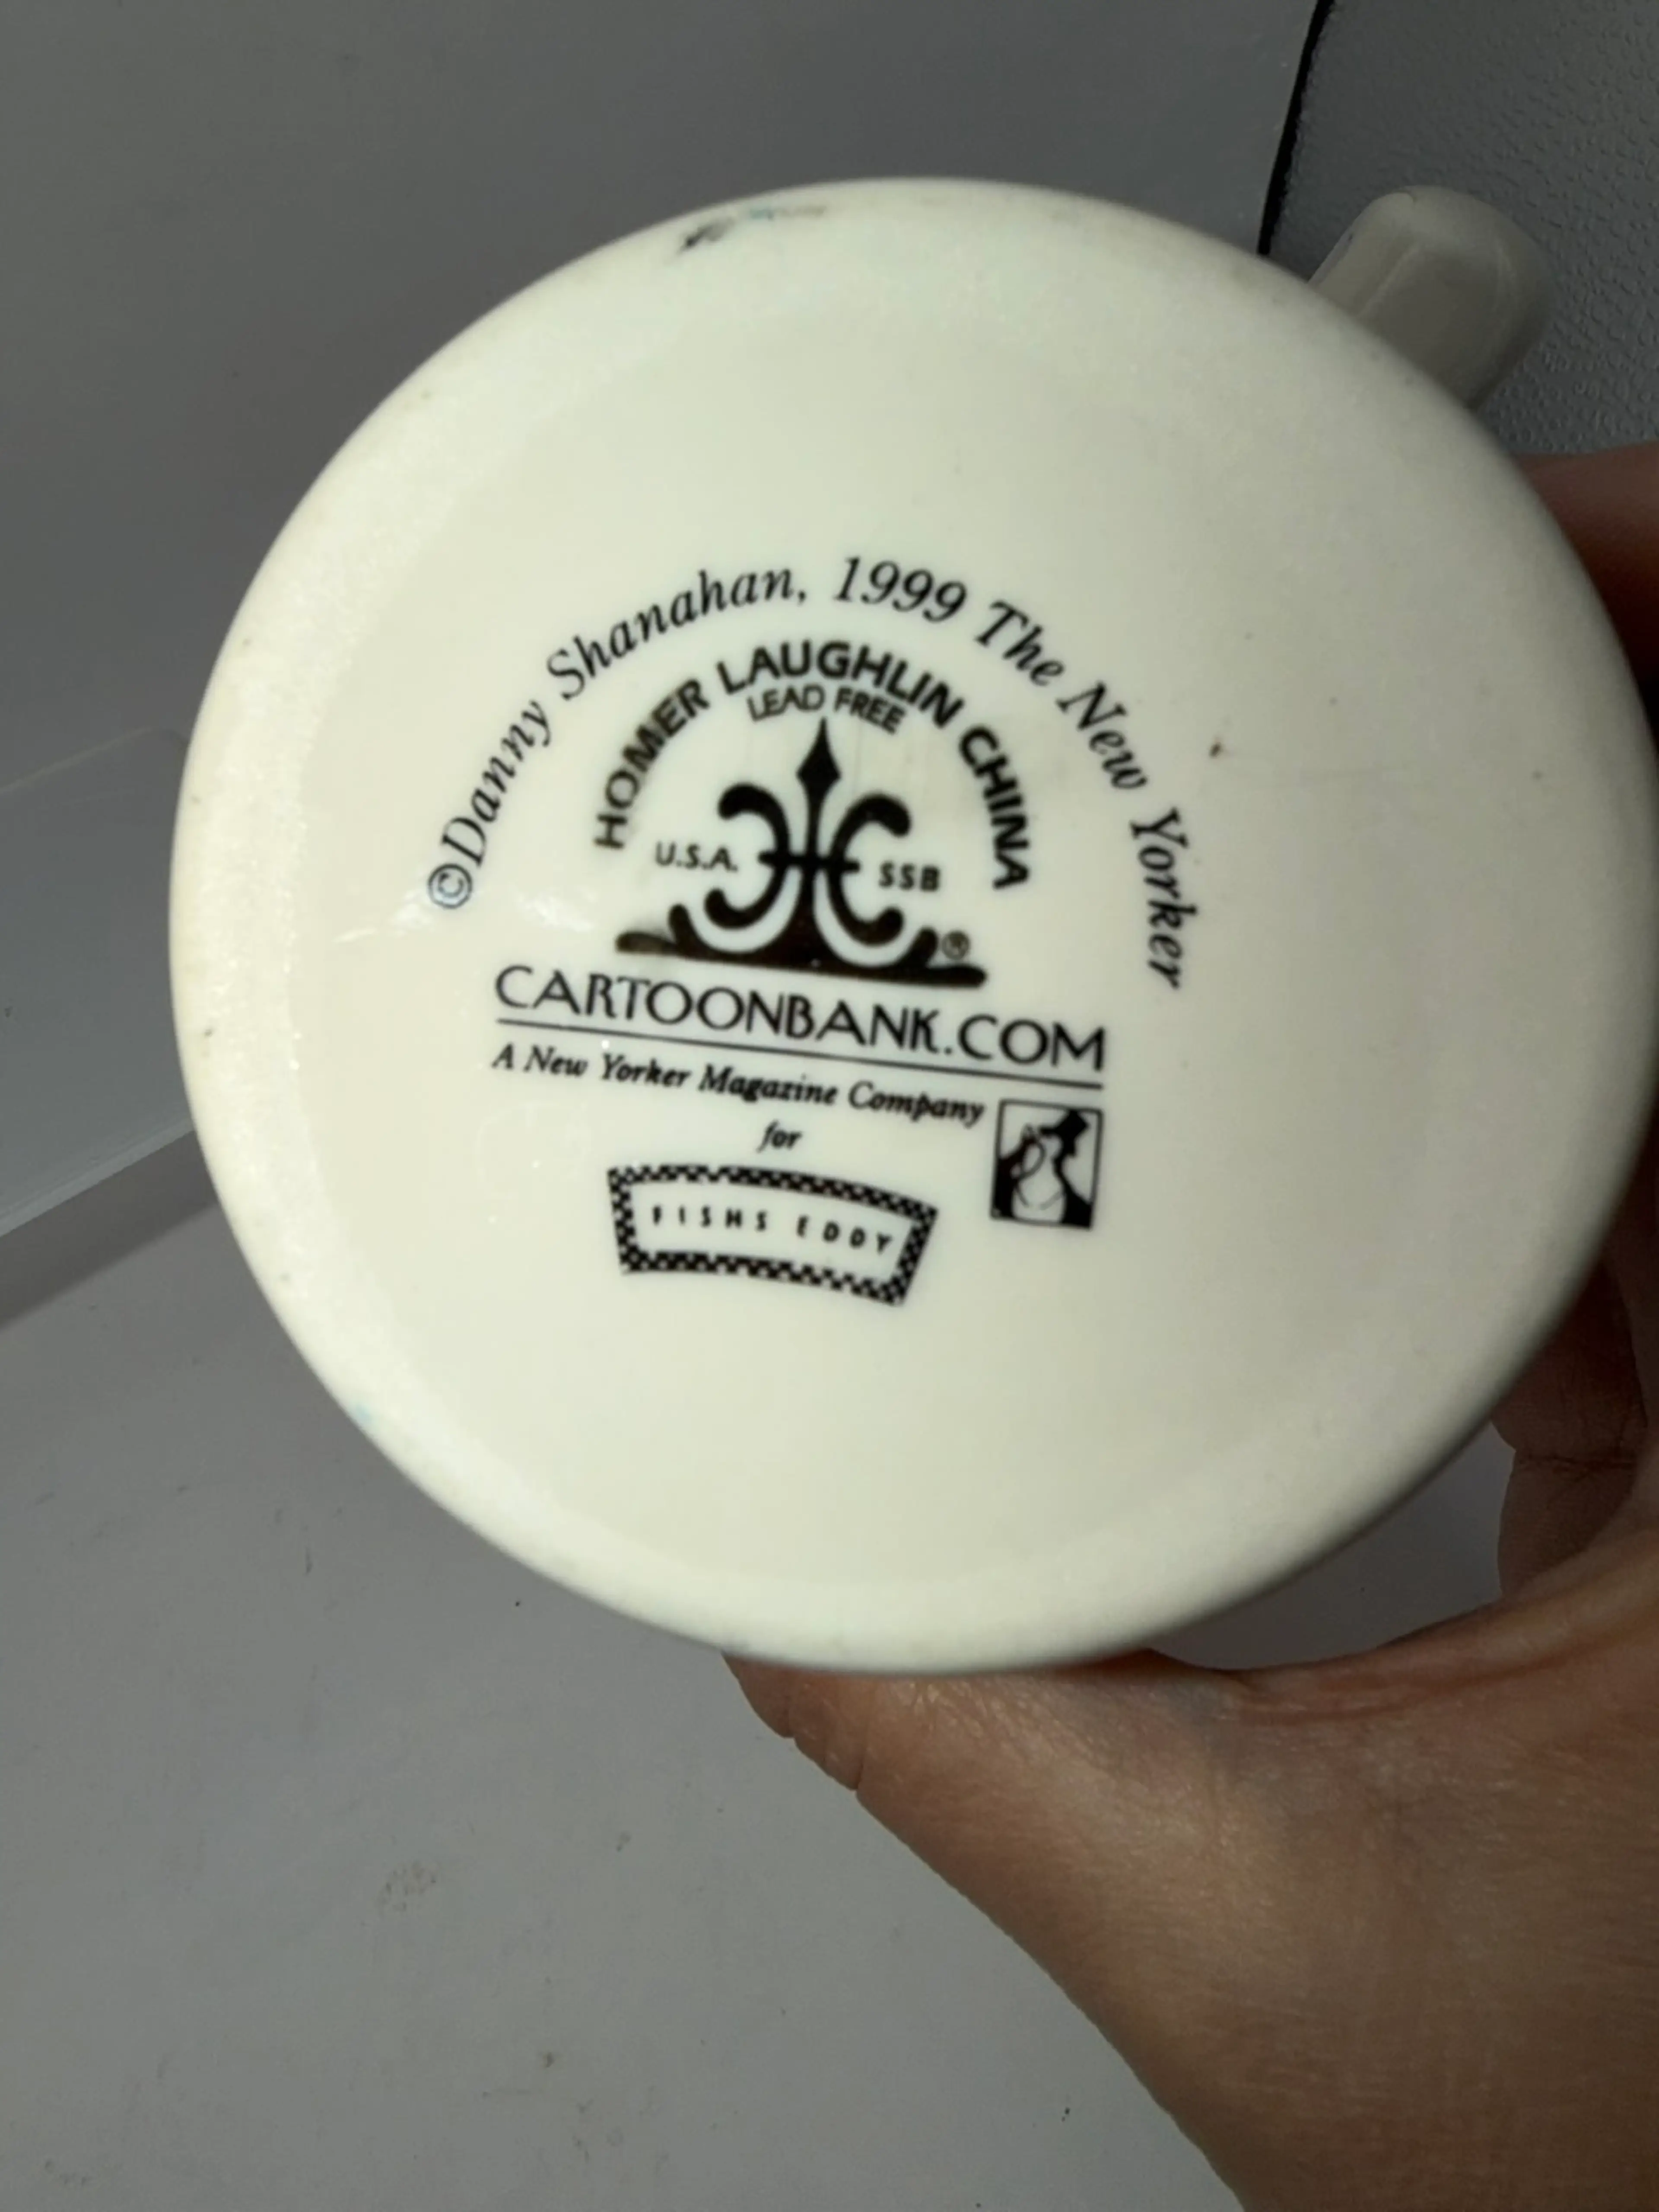 ©Danny Shanahan, 1999 The New Yorker
HOMER LAUGHLIN CHINA
LEAD FREE
U.S.A. SSB
®
CARTOONBANK.COM
A New Yorker Magazine Company
for
FISHS EDDY